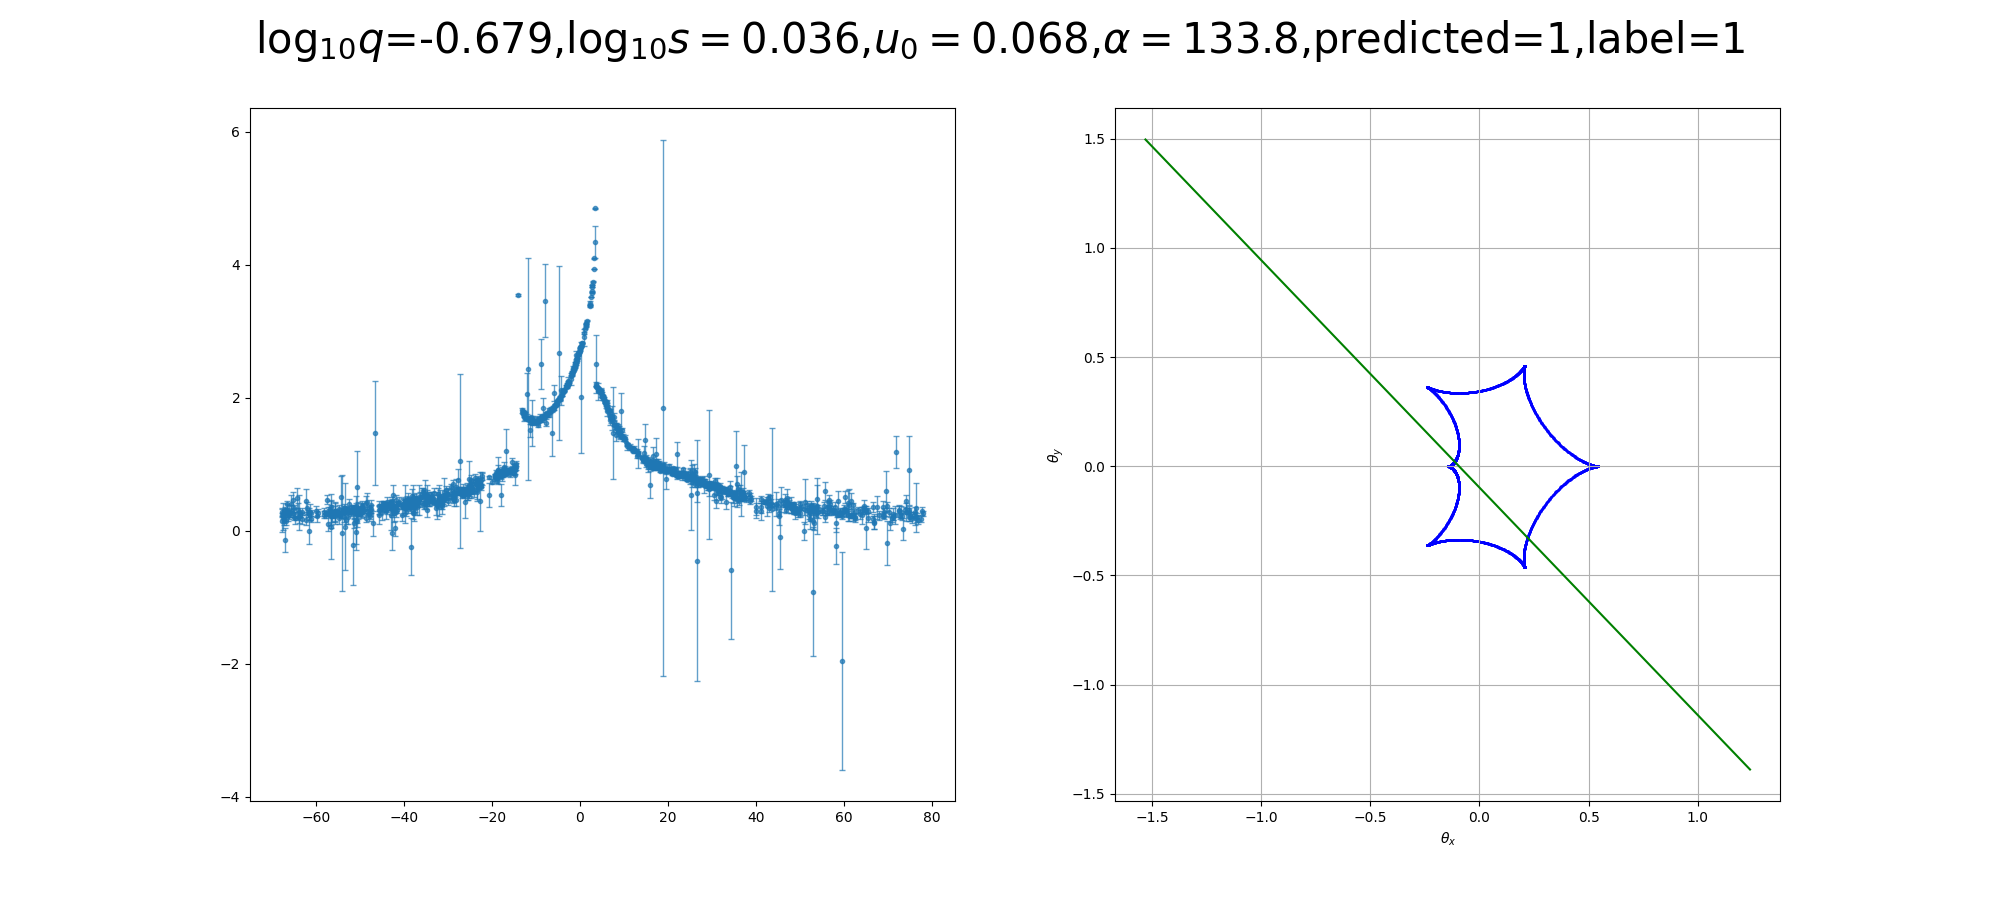 log₁₀q=-0.679,log₁₀s = 0.036,u₀ = 0.068,α = 133.8,predicted=1,label=1
6
4
2
0
−2
−4
−60 −40 −20 0 20 40 60 80
1.5
1.0
0.5
0.0
−0.5
−1.0
−1.5
θy
−1.5 −1.0 −0.5 0.0 0.5 1.0
θx